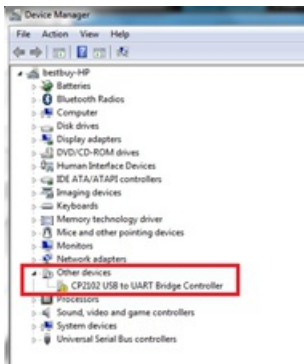 Device Manager
File Action View Help
bestbuy-HP
Batteries
Bluetooth Radios
Computer
Disk drives
Display adapters
DVD/CD-ROM drives
Human Interface Devices
IDE ATA/ATAPI controllers
Imaging devices
Keyboards
Memory technology driver
Mice and other pointing devices
Monitors
Network adapters
Other devices
CP2102 USB to UART Bridge Controller
Processors
Sound, video and game controllers
System devices
Universal Serial Bus controllers